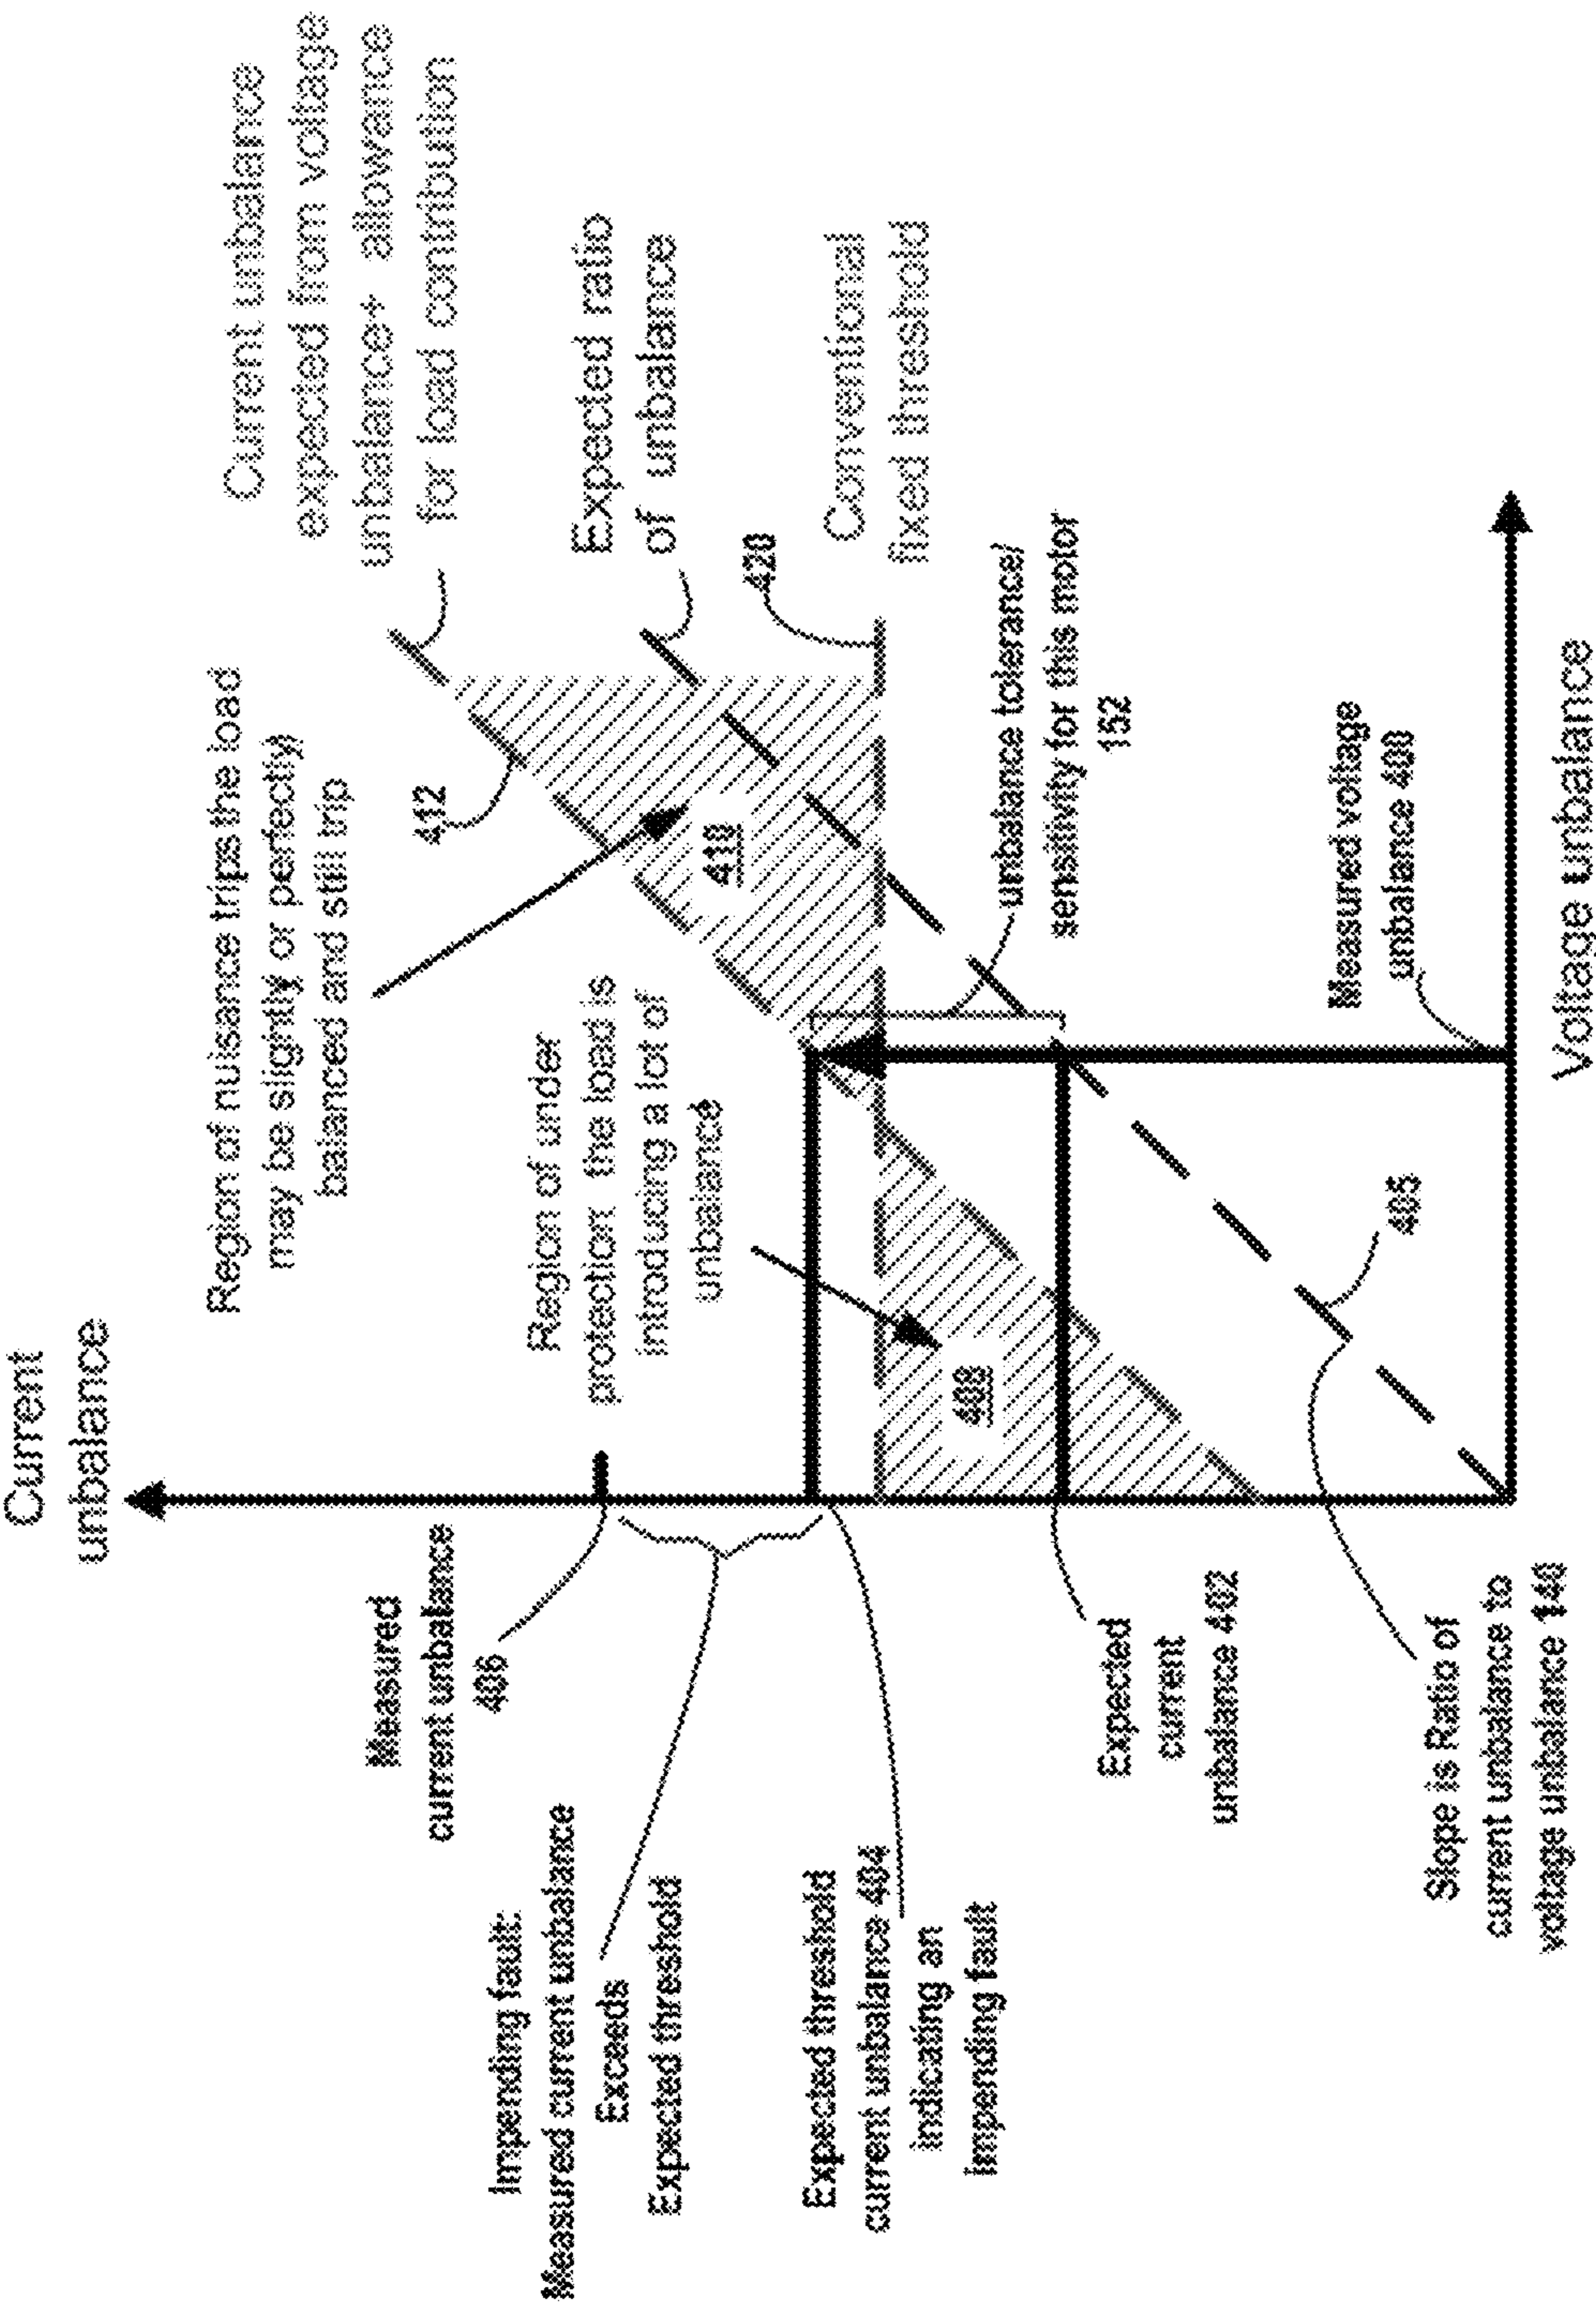 Current
unbalance
Measured
current unbalance
406
Impending fault:
Measured current unbalance
Exceeds
Expected threshold
Expected threshold
current unbalance 404
indicating an
impending fault
Expected
current
unbalance 402
Slope is Ratio of
current unbalance to
voltage unbalance 140
Region of nuisance trips the load
may be slightly or perfectly)
balanced and still trip
Region of under
protection the load is
introducing a lot of
unbalance
408
410
412
Current unbalance
expected from voltage
unbalance+ allowance
for load contribution
Expected ratio
of unbalance
420
Conventional
fixed threshold
unbalance tolerance/
sensitivity for this motor
152
Measured voltage
unbalance 400
405
Voltage unbalance